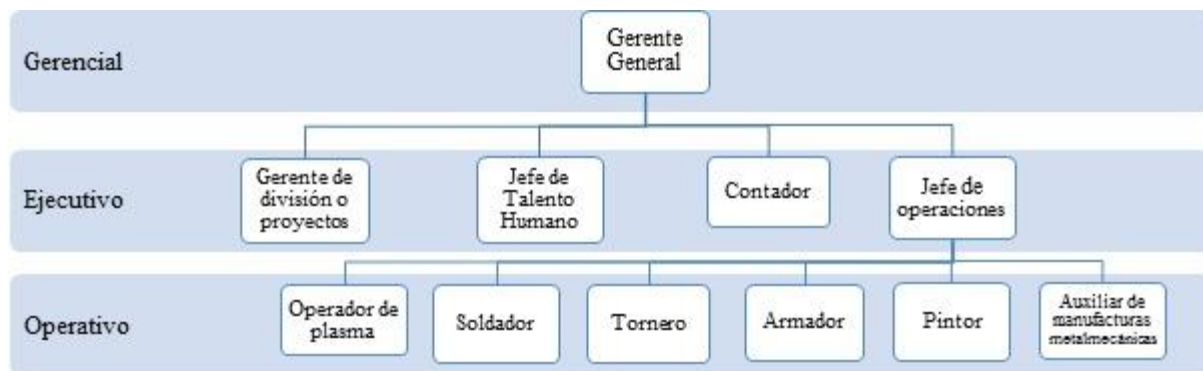 Gerencial
Gerente
General
Ejecutivo
Gerente de
división o
proyectos
Jefe de
Talento
Humano
Contador
Jefe de
operaciones
Operativo
Operador de
plasma
Soldador
Tornero
Armador
Pintor
Auxiliar de
manufacturas
metalmecánicas